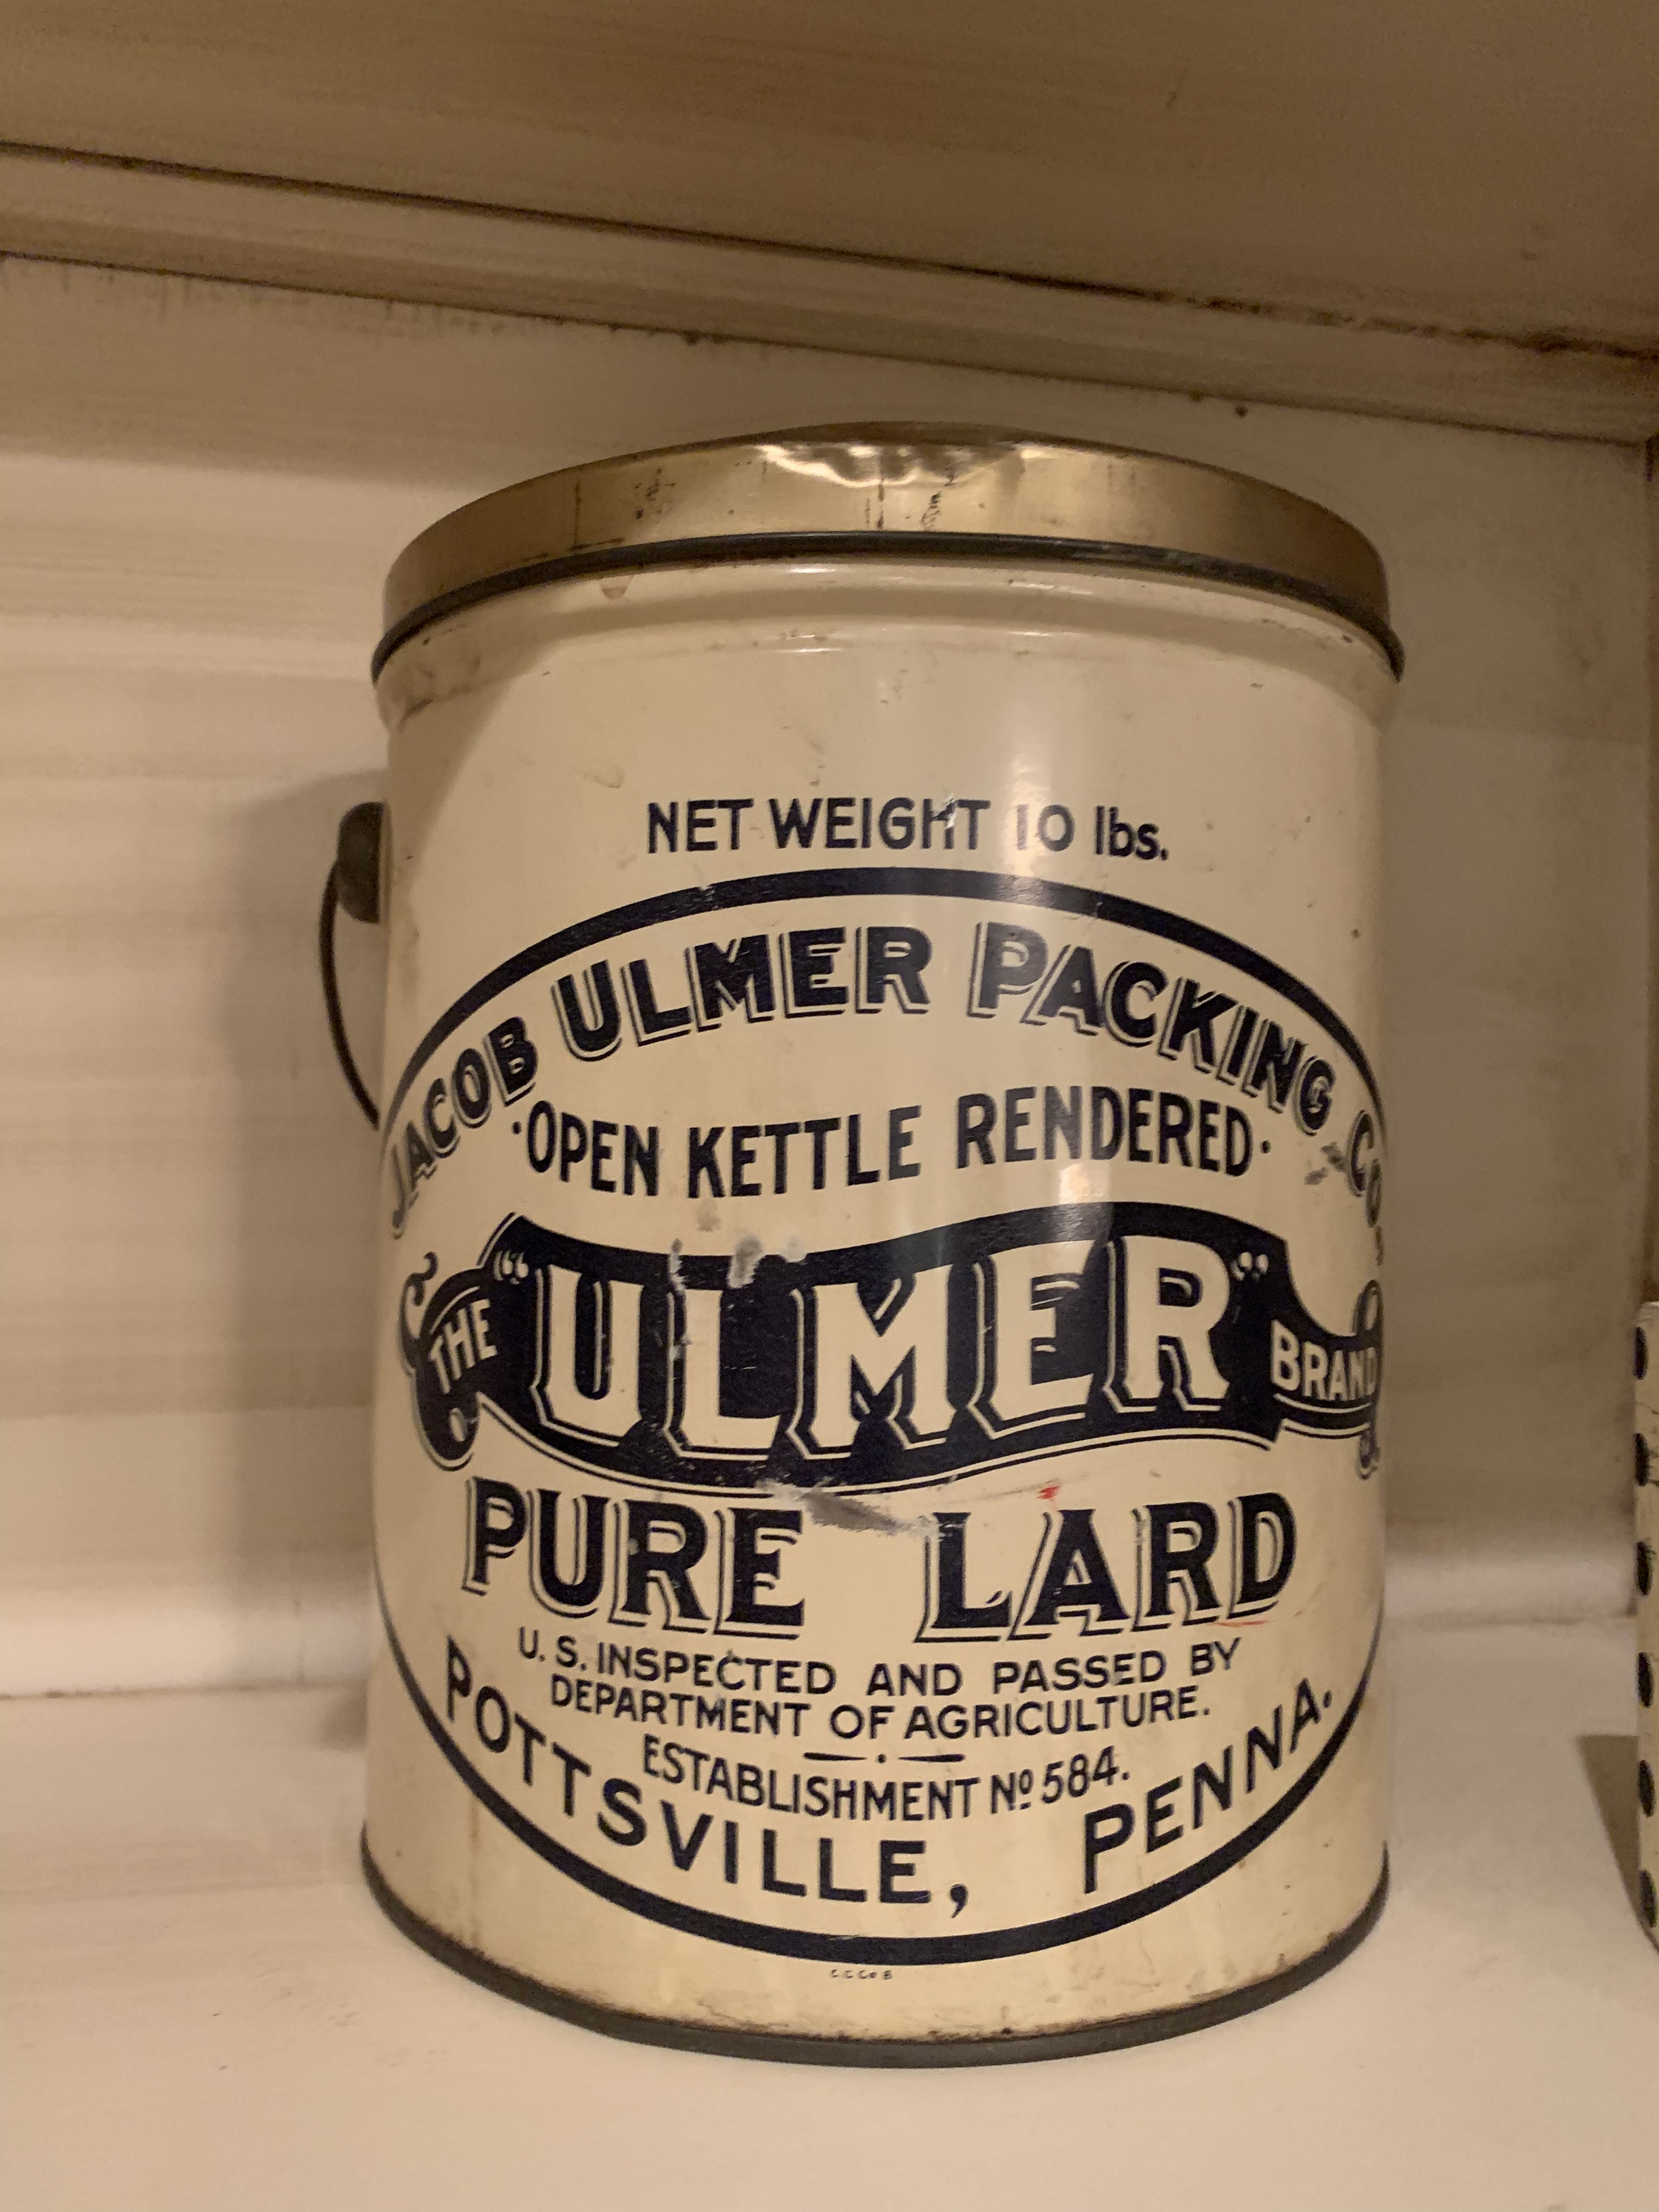 NET WEIGHT 10 lbs.
JACOB ULMER PACKING CO.
·OPEN KETTLE RENDERED·
THE "ULMER" BRAND
PURE LARD
U. S. INSPECTED AND PASSED BY
DEPARTMENT OF AGRICULTURE.
ESTABLISHMENT Nº 584.
POTTSVILLE, PENNA.